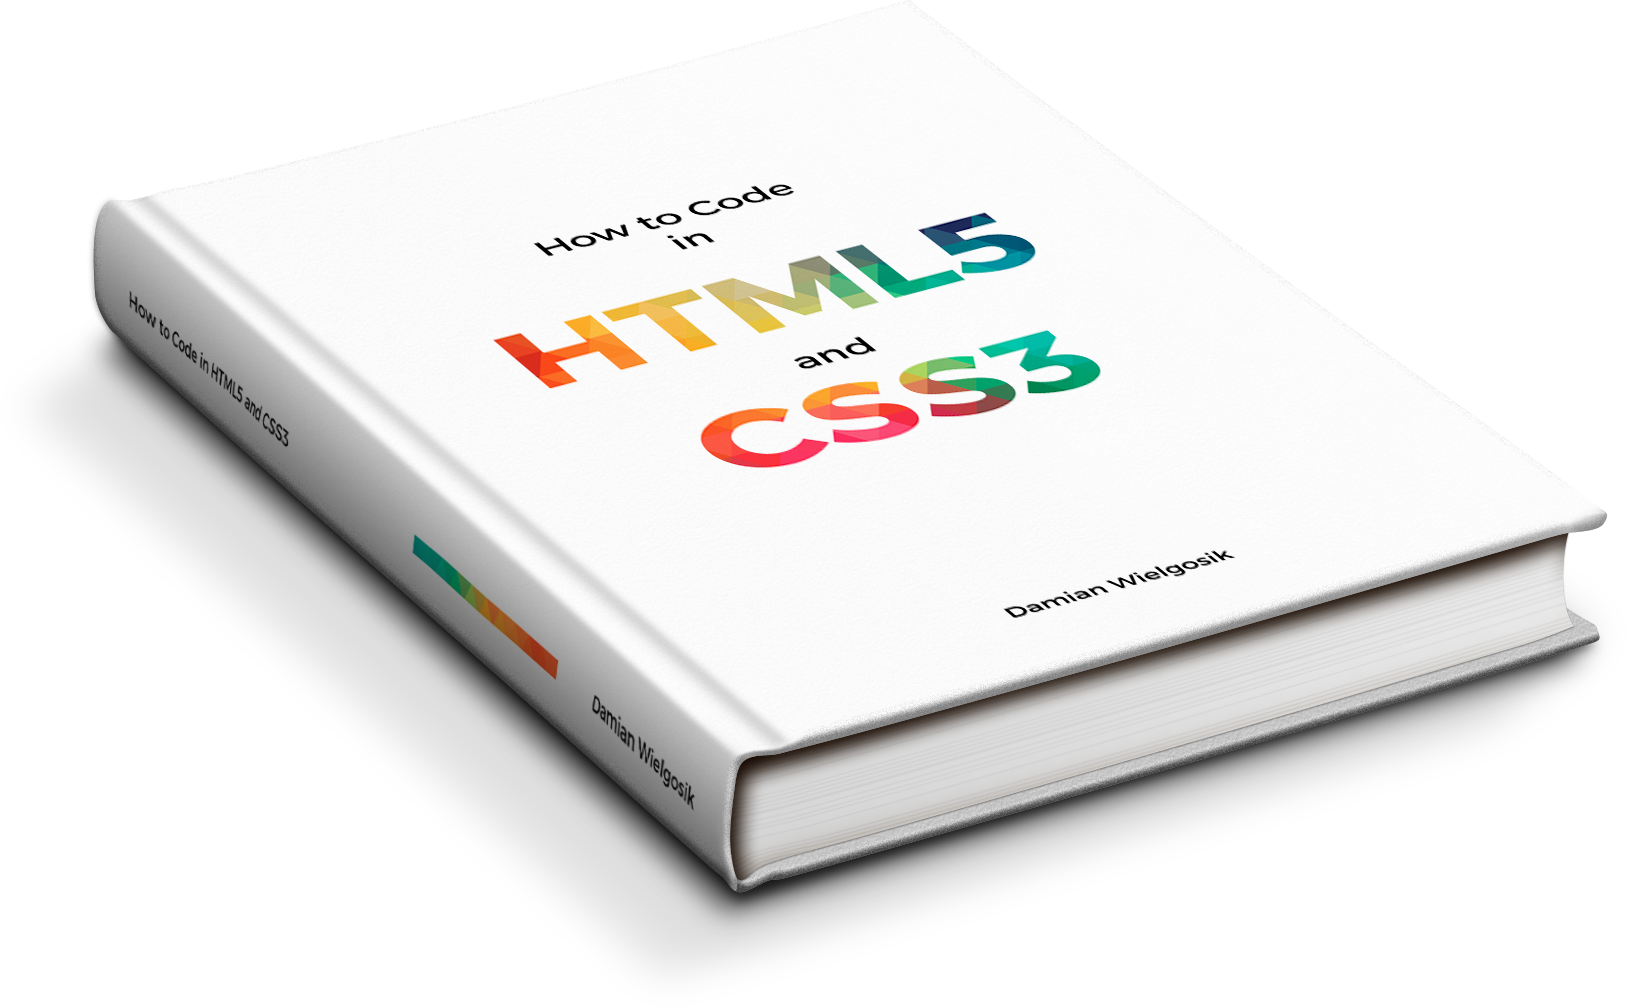 How to Code
in
HTML5
and
CSS3
Damian Wielgosik
How to Code in HTML5 and CSS3
Damian Wielgosik